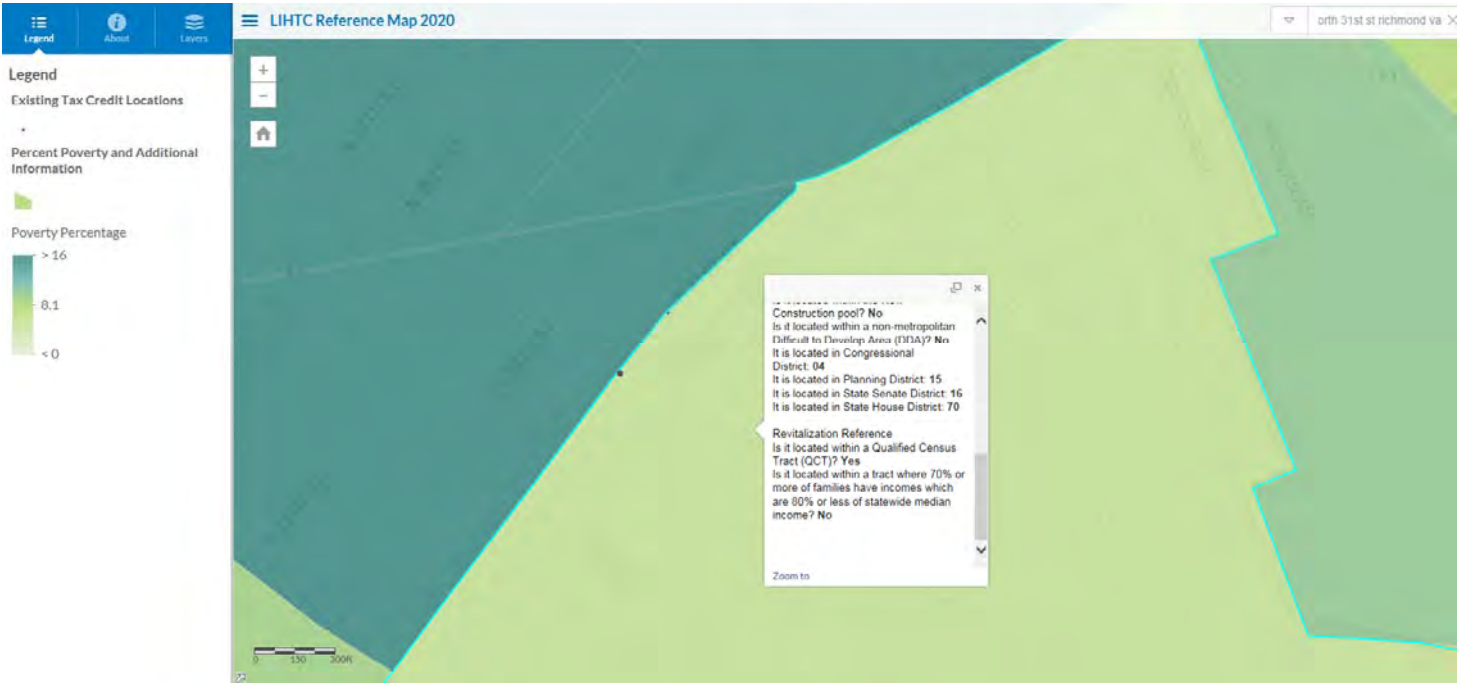 Legend
About
Layers
LIHTC Reference Map 2020
orth 31st st richmond va
Legend
Existing Tax Credit Locations
Percent Poverty and Additional
Information
Poverty Percentage
> 16
8.1
< 0
+
−
Construction pool? No
Is it located within a non-metropolitan
Difficult to Develop Area (DDA)? No
It is located in Congressional
District: 04
It is located in Planning District: 15
It is located in State Senate District: 16
It is located in State House District: 70
Revitalization Reference
Is it located within a Qualified Census
Tract (QCT)? Yes
Is it located within a tract where 70% or
more of families have incomes which
are 80% or less of statewide median
income? No
Zoom to
0 150 300ft